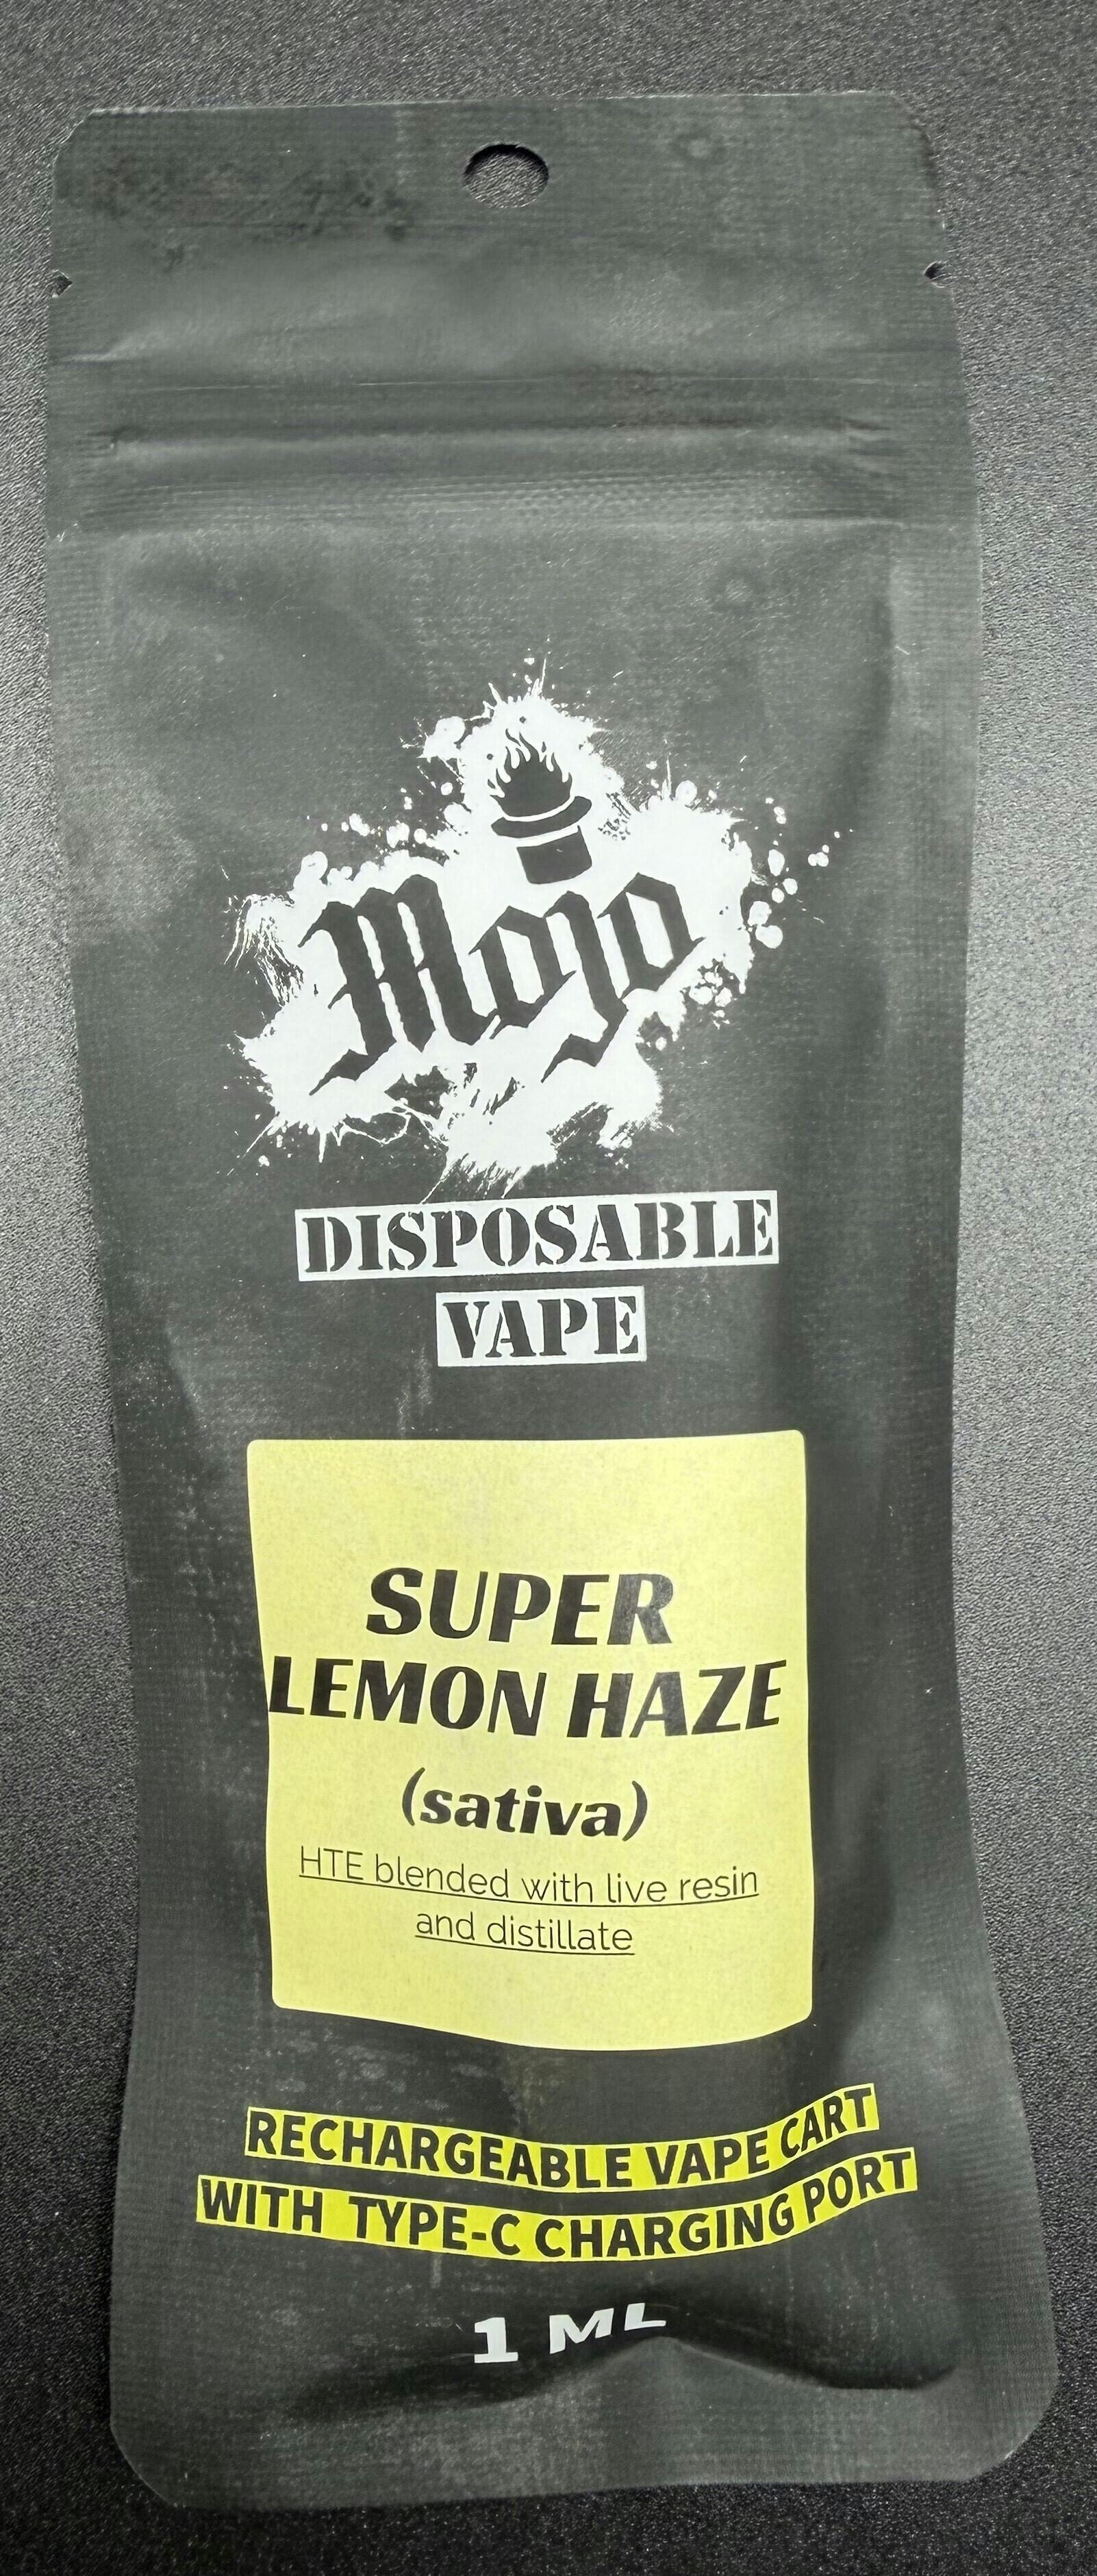 Mojo
DISPOSABLE
VAPE
SUPER
LEMON HAZE
(sativa)
HTE blended with live resin
and distillate
RECHARGEABLE VAPE CART
WITH TYPE-C CHARGING PORT
1 ML